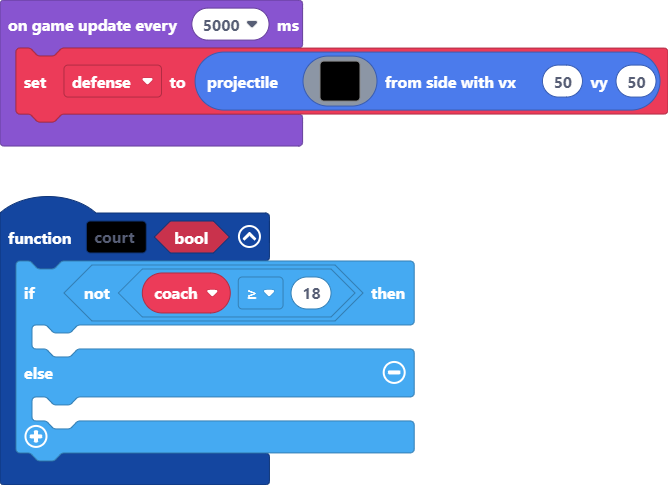 on game update every 5000 ms
set defense to projectile from side with vx 50 vy 50
function court bool
if not coach ≥ 18 then
else